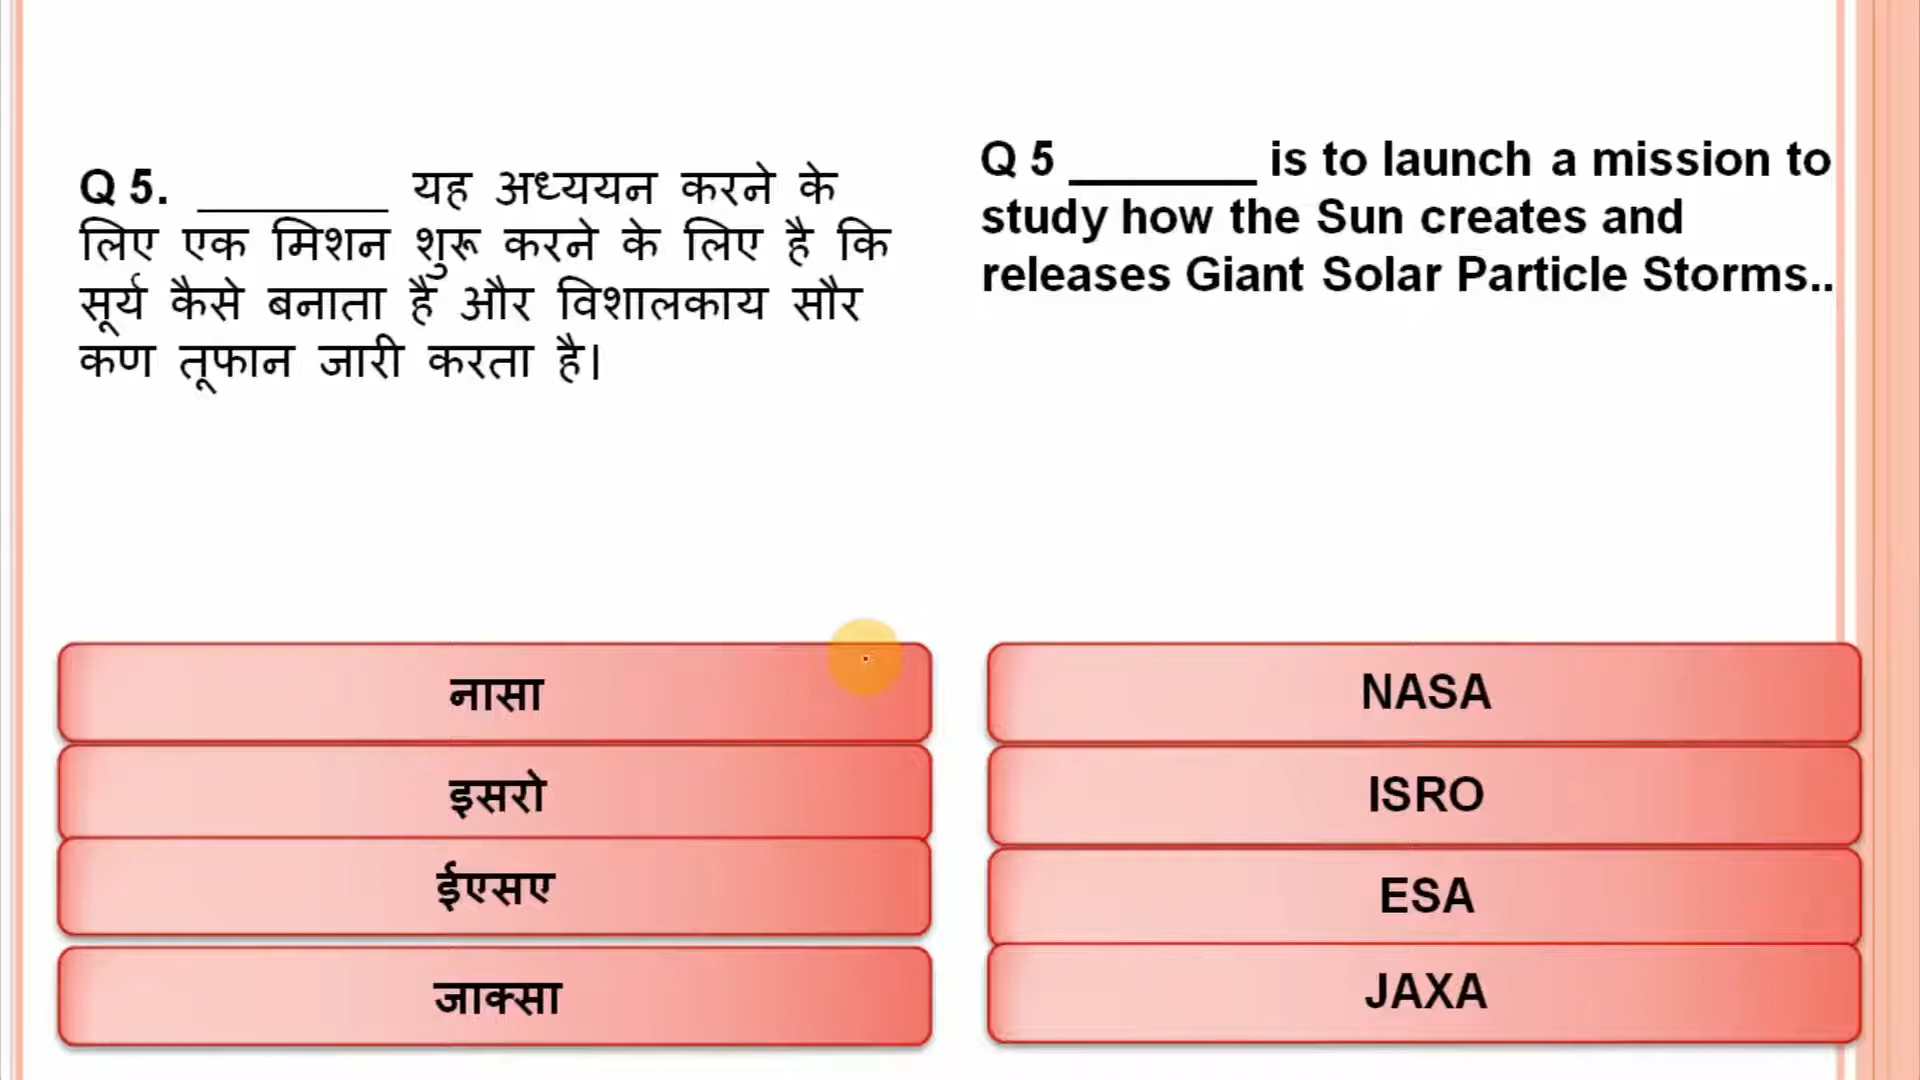 Q 5. _______ यह अध्ययन करने के
लिए एक मिशन शुरू करने के लिए है कि
सूर्य कैसे बनाता है और विशालकाय सौर
कण तूफान जारी करता है।
Q 5 _______ is to launch a mission to
study how the Sun creates and
releases Giant Solar Particle Storms..
नासा
इसरो
ईएसए
जाक्सा
NASA
ISRO
ESA
JAXA